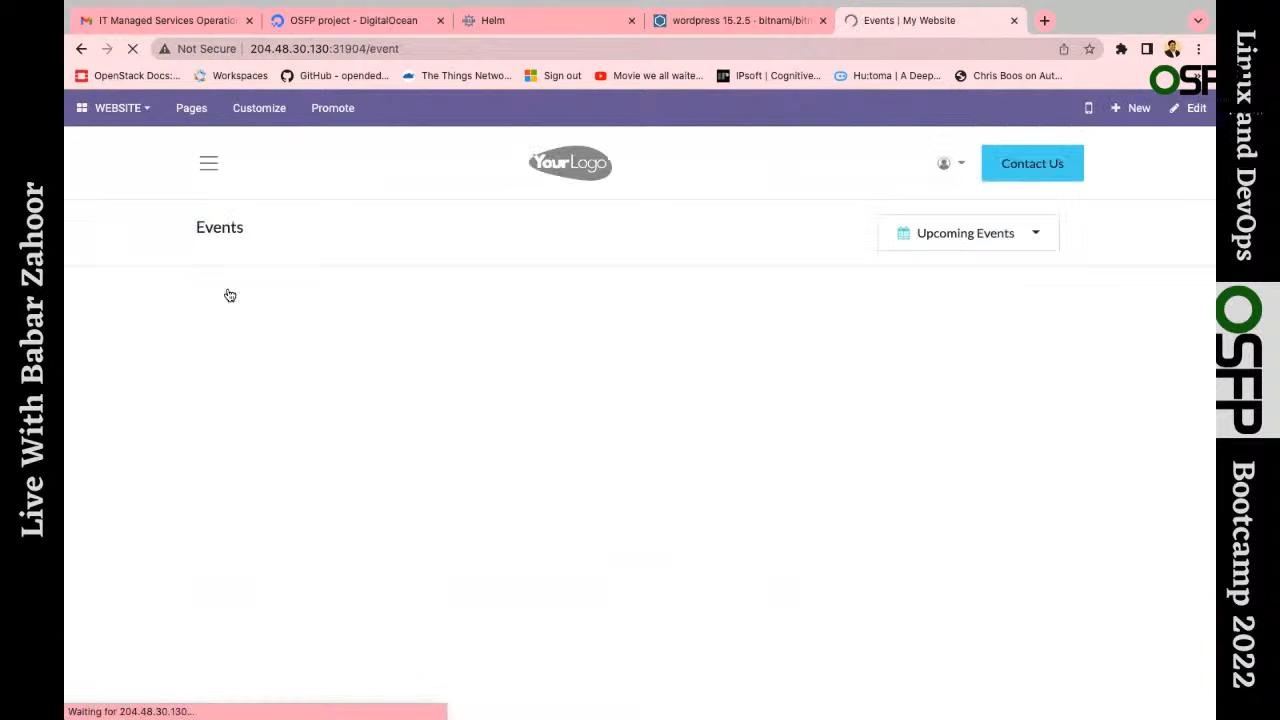 IT Managed Services Operation
OSFP project - DigitalOcean
Helm
wordpress 15.2.5 · bitnami/bitn
Events | My Website
Not Secure
204.48.30.130:31904/event
OpenStack Docs:...
Workspaces
GitHub - opended...
The Things Netwo...
Sign out
Movie we all waite...
IPsoft | Cognitive...
Hu:toma | A Deep...
Chris Boos on Aut...
OSFP
WEBSITE
Pages
Customize
Promote
New
Edit
YourLogo
Contact Us
Events
Upcoming Events
Waiting for 204.48.30.130...
Live With Babar Zahoor
Linux and DevOps
OSFP
Bootcamp 2022